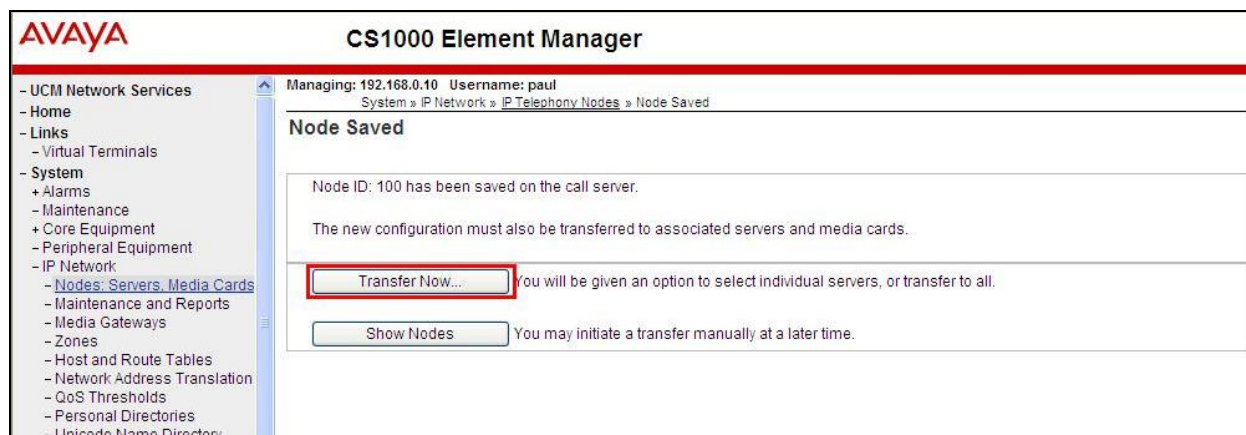 AVAYA
CS1000 Element Manager
- UCM Network Services
- Home
- Links
- Virtual Terminals
- System
+ Alarms
- Maintenance
+ Core Equipment
- Peripheral Equipment
- IP Network
- Nodes: Servers, Media Cards
- Maintenance and Reports
- Media Gateways
- Zones
- Host and Route Tables
- Network Address Translation
- QoS Thresholds
- Personal Directories
- Unicode Name Directory
Managing: 192.168.0.10 Username: paul
System » IP Network » IP Telephony Nodes » Node Saved
Node Saved
Node ID: 100 has been saved on the call server.
The new configuration must also be transferred to associated servers and media cards.
Transfer Now... You will be given an option to select individual servers, or transfer to all.
Show Nodes You may initiate a transfer manually at a later time.